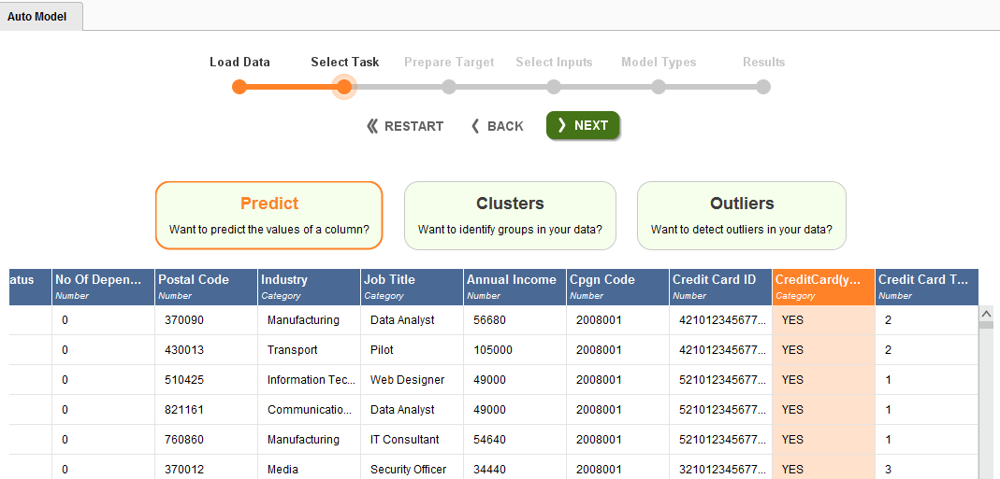 Auto Model
Load Data Select Task Prepare Target Select Inputs Model Types Results
RESTART BACK NEXT
Predict Clusters Outliers
Want to predict the values of a column? Want to identify groups in your data? Want to detect outliers in your data?
atus No Of Depen... Postal Code Industry Job Title Annual Income Cpgn Code Credit Card ID CreditCard(y... Credit Card T...
Number Number Category Category Number Number Number Category Number
0 370090 Manufacturing Data Analyst 56680 2008001 421012345677... YES 2
0 430013 Transport Pilot 105000 2008001 421012345677... YES 2
0 510425 Information Tec... Web Designer 49000 2008001 521012345677... YES 1
0 821161 Communicatio... Data Analyst 49000 2008001 521012345677... YES 1
0 760860 Manufacturing IT Consultant 54640 2008001 521012345677... YES 1
0 370012 Media Security Officer 34440 2008001 321012345677... YES 3